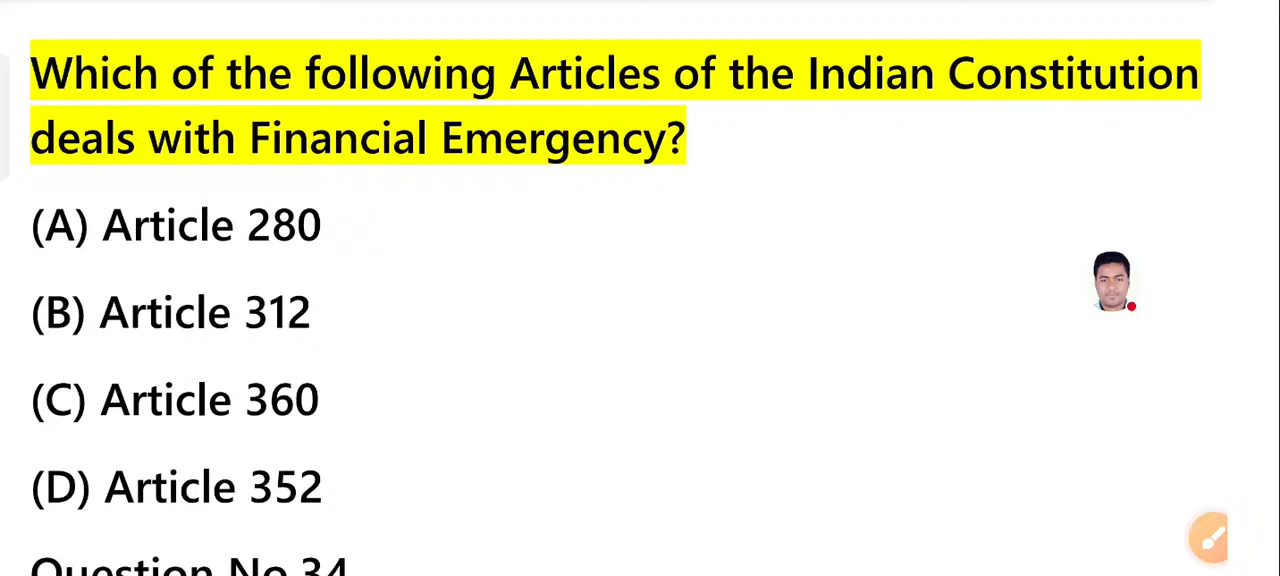 Which of the following Articles of the Indian Constitution
deals with Financial Emergency?
(A) Article 280
(B) Article 312
(C) Article 360
(D) Article 352
Question No 34